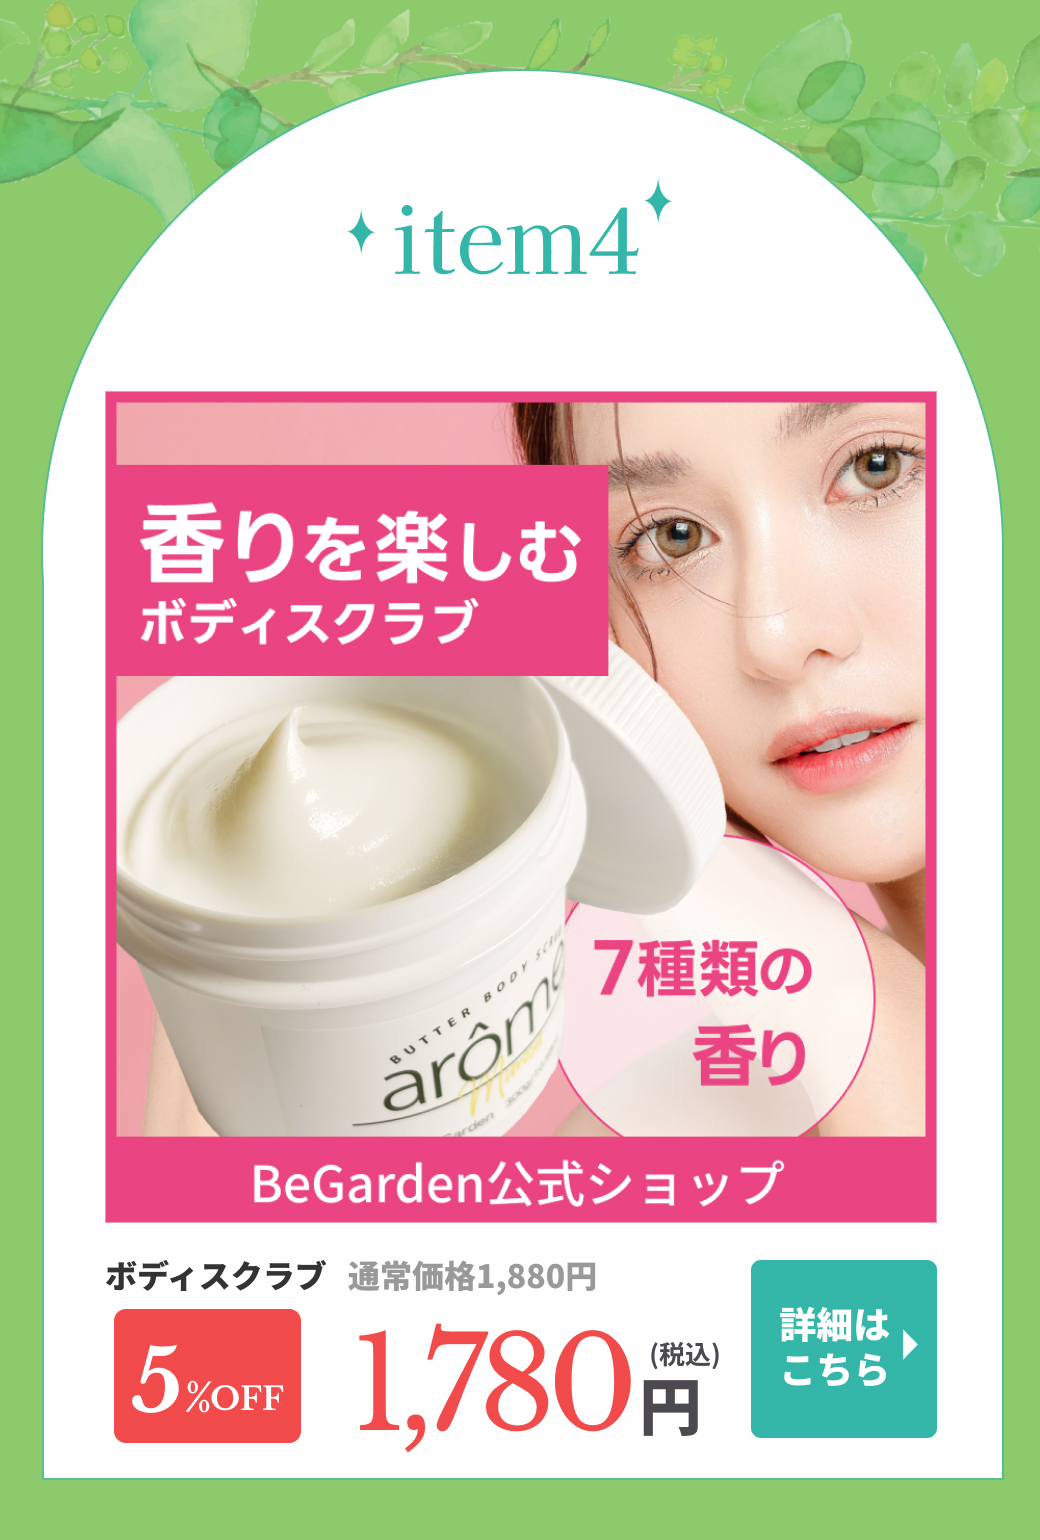 item4
香りを楽しむ
ボディスクラブ
BUTTER BODY
arôme
7種類の
香り
BeGarden公式ショップ
ボディスクラブ 通常価格1,880円
5%OFF
1,780
(税込)
円
詳細は
こちら